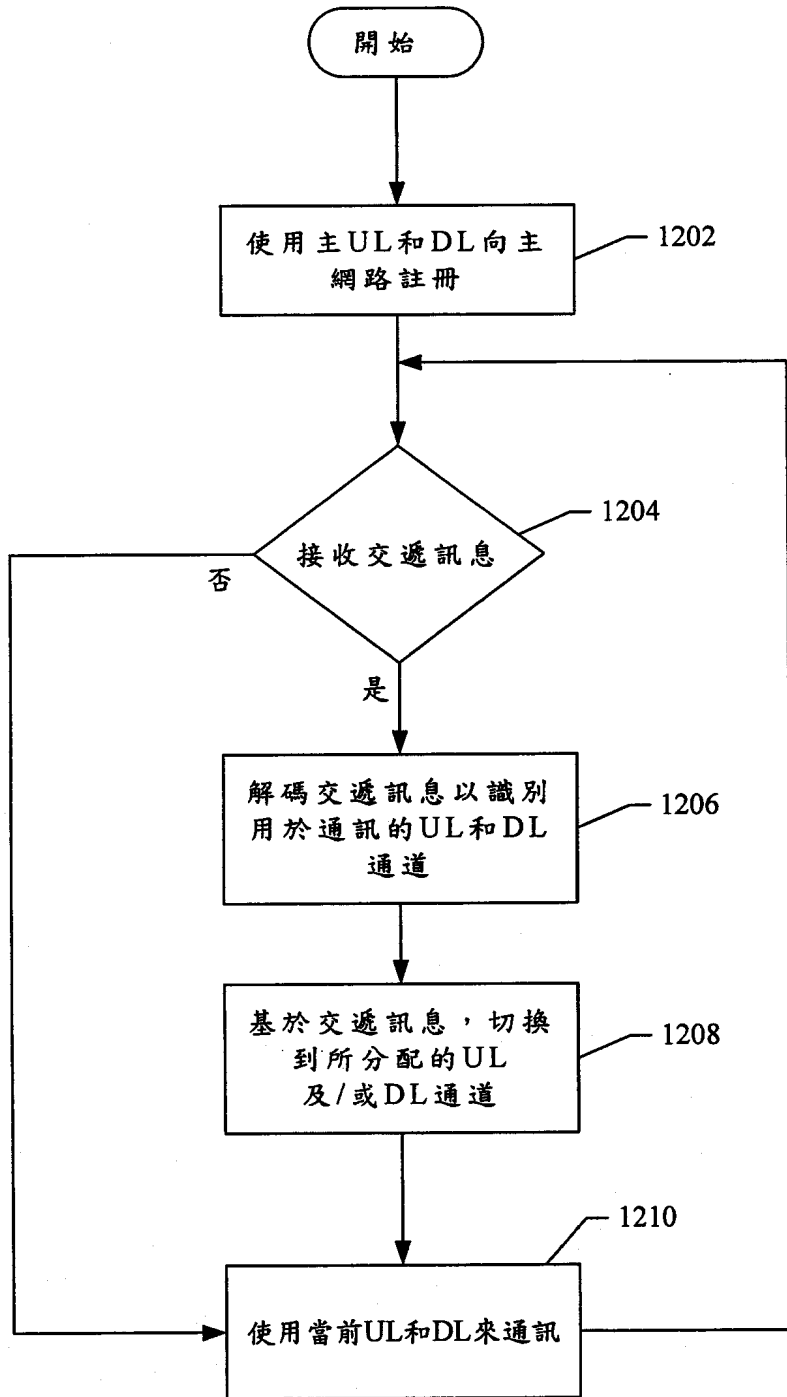 開始
使用主UL和DL向主
網路註冊
1202
接收交遞訊息
1204
否
是
解碼交遞訊息以識別
用於通訊的UL和DL
通道
1206
基於交遞訊息，切換
到所分配的UL
及/或DL通道
1208
使用當前UL和DL來通訊
1210